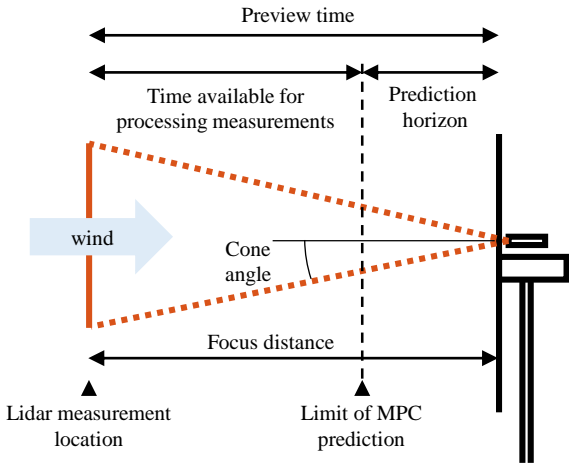 Preview time
Time available for
processing measurements
Prediction
horizon
wind
Cone
angle
Focus distance
Lidar measurement
location
Limit of MPC
prediction